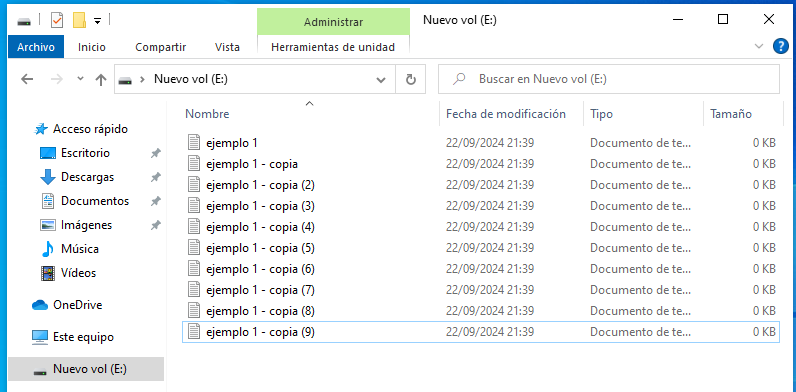 Administrar
Nuevo vol (E:)
Archivo
Inicio
Compartir
Vista
Herramientas de unidad
Nuevo vol (E:)
Buscar en Nuevo vol (E:)
Nombre
Fecha de modificación
Tipo
Tamaño
Acceso rápido
Escritorio
Descargas
Documentos
Imágenes
Música
Vídeos
OneDrive
Este equipo
Nuevo vol (E:)
ejemplo 1 22/09/2024 21:39 Documento de te... 0 KB
ejemplo 1 - copia 22/09/2024 21:39 Documento de te... 0 KB
ejemplo 1 - copia (2) 22/09/2024 21:39 Documento de te... 0 KB
ejemplo 1 - copia (3) 22/09/2024 21:39 Documento de te... 0 KB
ejemplo 1 - copia (4) 22/09/2024 21:39 Documento de te... 0 KB
ejemplo 1 - copia (5) 22/09/2024 21:39 Documento de te... 0 KB
ejemplo 1 - copia (6) 22/09/2024 21:39 Documento de te... 0 KB
ejemplo 1 - copia (7) 22/09/2024 21:39 Documento de te... 0 KB
ejemplo 1 - copia (8) 22/09/2024 21:39 Documento de te... 0 KB
ejemplo 1 - copia (9) 22/09/2024 21:39 Documento de te... 0 KB